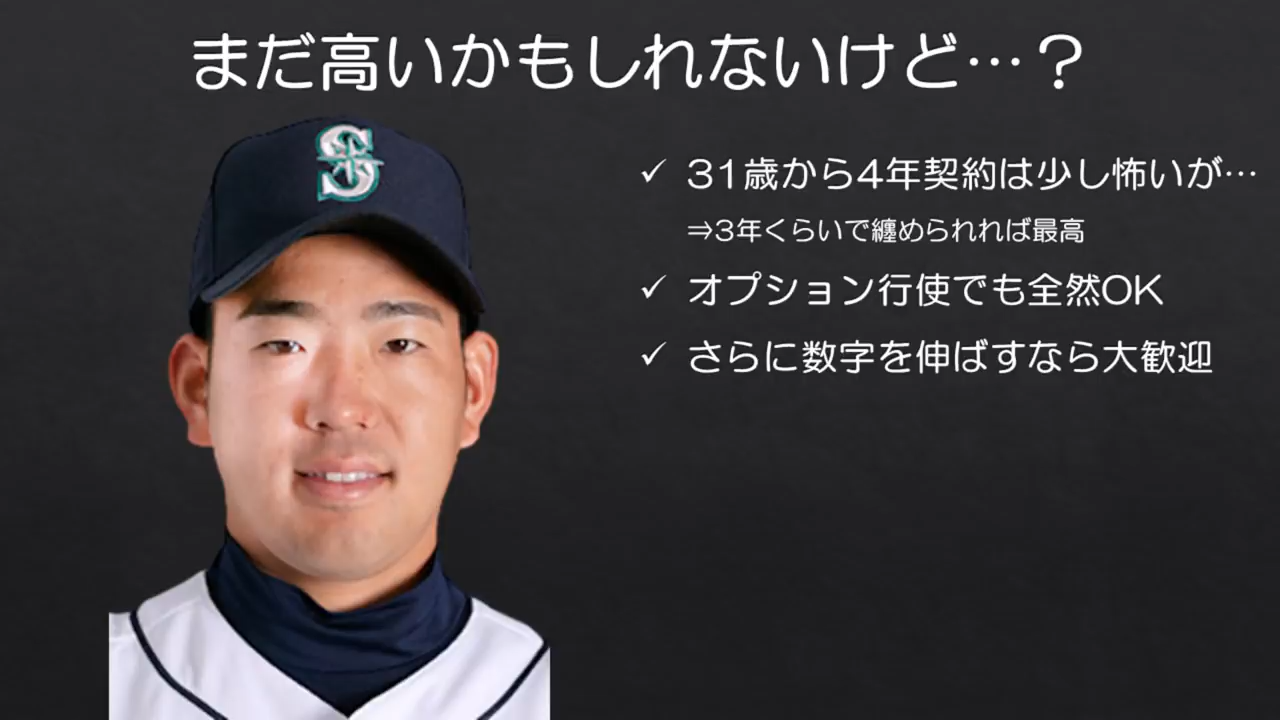 まだ高いかもしれないけど…？
✓ 31歳から4年契約は少し怖いが…
⇒3年くらいで纏められれば最高
✓ オプション行使でも全然OK
✓ さらに数字を伸ばすなら大歓迎
S